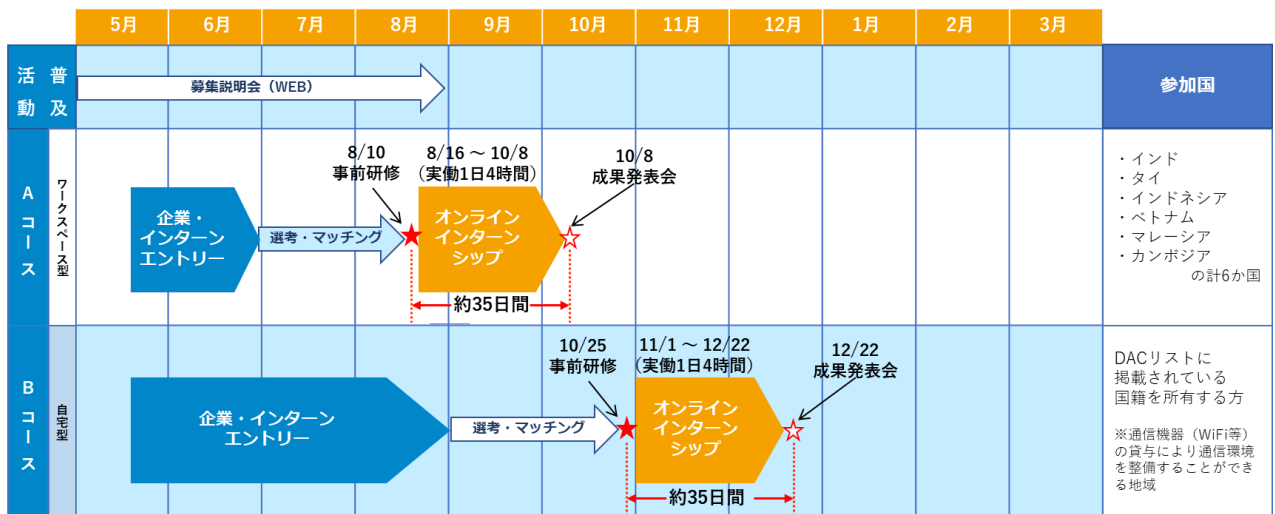 5月 6月 7月 8月 9月 10月 11月 12月 1月 2月 3月
普及
活動
募集説明会（WEB）
参加国
Aコース
ワークスペース型
企業・
インターン
エントリー
選考・マッチング
8/10
事前研修
8/16 ～ 10/8
（実働1日4時間）
オンライン
インターン
シップ
10/8
成果発表会
約35日間
・インド
・タイ
・インドネシア
・ベトナム
・マレーシア
・カンボジア
の計6か国
Bコース
自宅型
企業・インターン
エントリー
選考・マッチング
10/25
事前研修
11/1 ～ 12/22
（実働1日4時間）
オンライン
インターン
シップ
12/22
成果発表会
約35日間
DACリストに
掲載されている
国籍を所有する方
※通信機器（WiFi等）
の貸与により通信環境
を整備することができ
る地域